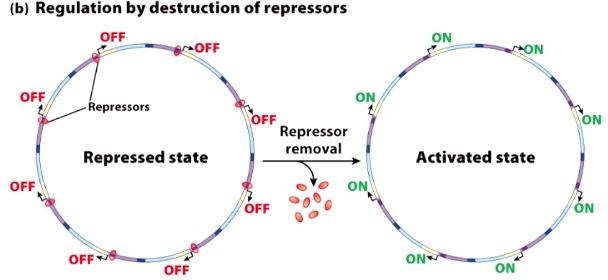 (b) Regulation by destruction of repressors
OFF
OFF
OFF
OFF
OFF
OFF
OFF
OFF
Repressors
Repressed state
Repressor
removal
ON
ON
ON
ON
ON
ON
ON
ON
Activated state